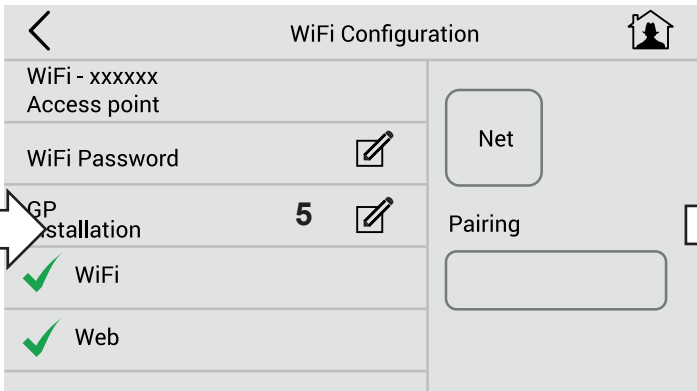 WiFi Configuration
WiFi - xxxxxx
Access point
WiFi Password
GP
stallation
5
WiFi
Web
Net
Pairing